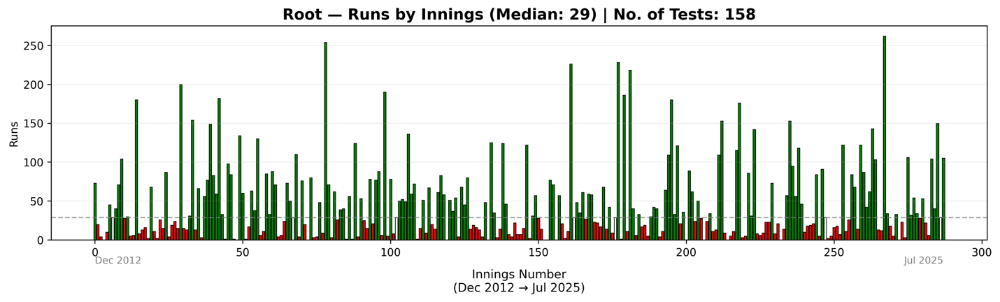 Root — Runs by Innings (Median: 29) | No. of Tests: 158
Runs
250
200
150
100
50
0
0 50 100 150 200 250 300
Dec 2012 Jul 2025
Innings Number
(Dec 2012 → Jul 2025)